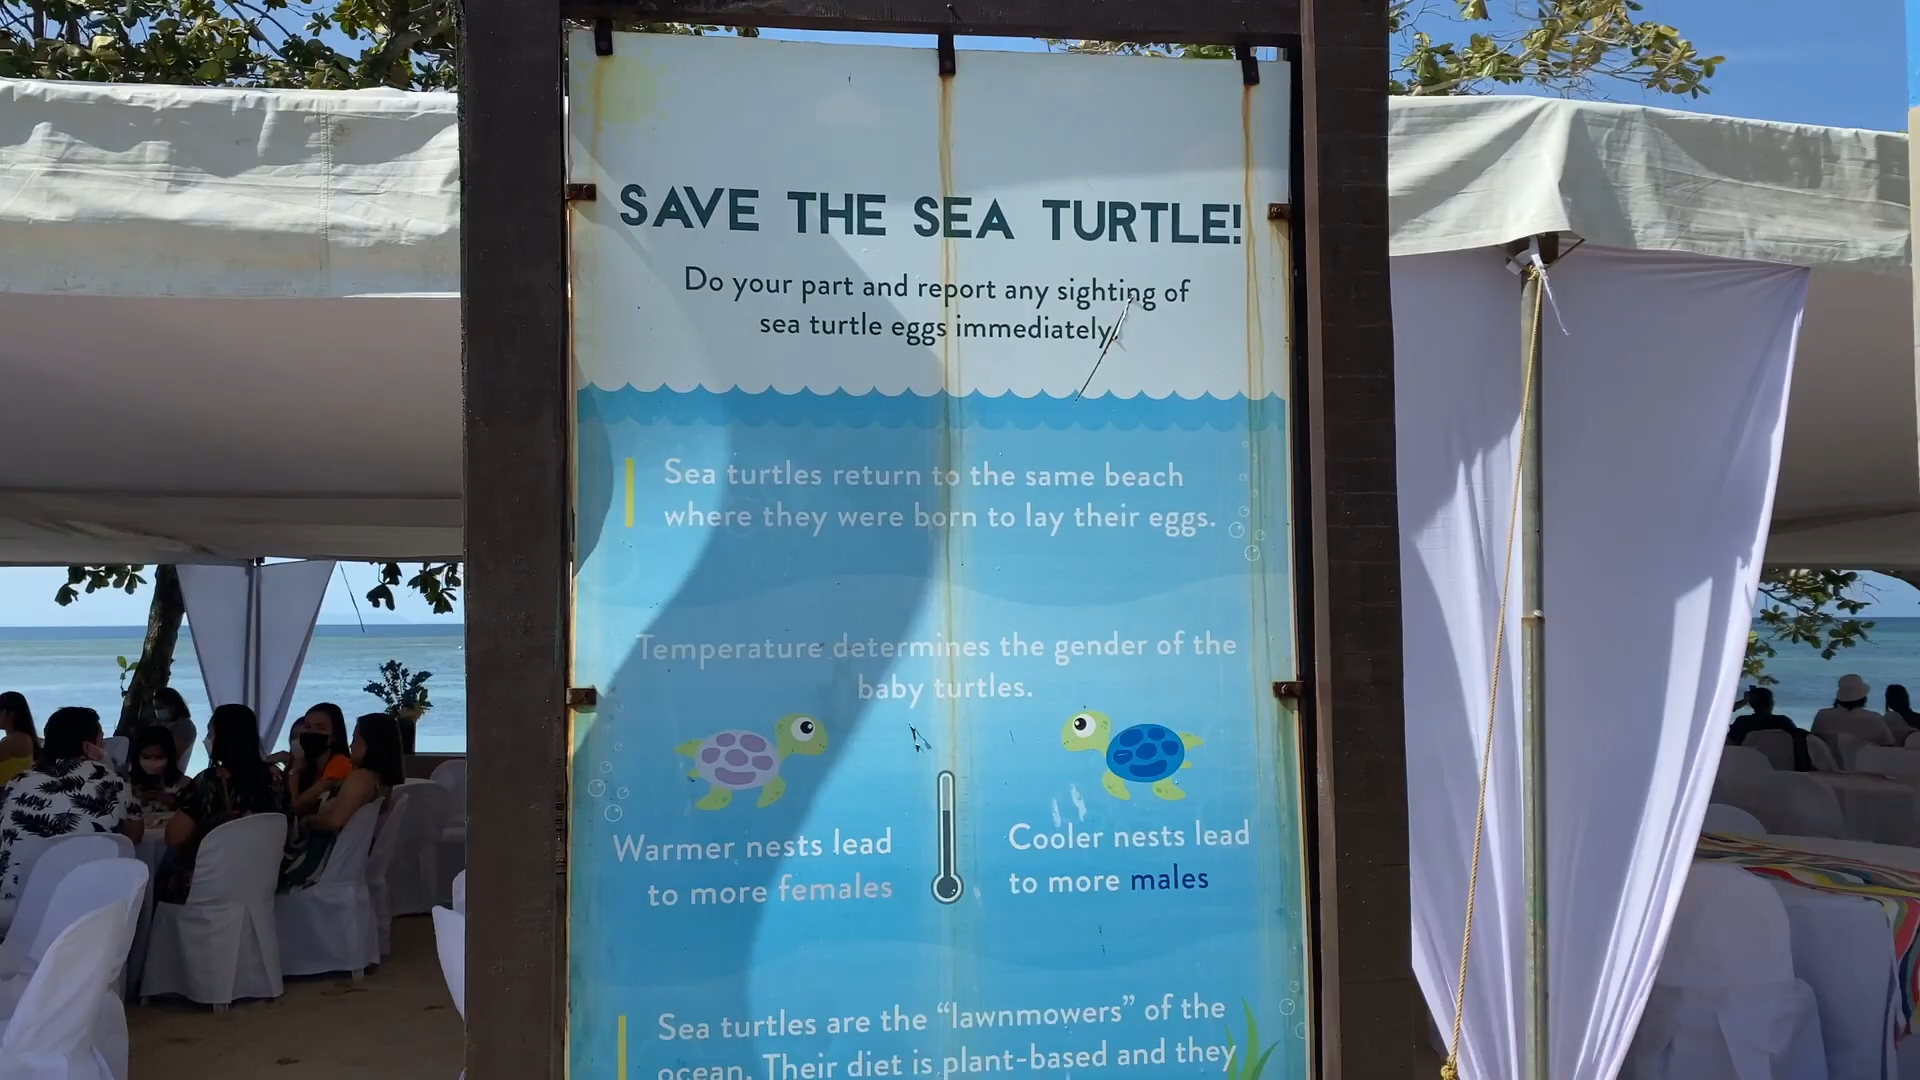 SAVE THE SEA TURTLE!
Do your part and report any sighting of
sea turtle eggs immediately.
Sea turtles return to the same beach
where they were born to lay their eggs.
Temperature determines the gender of the
baby turtles.
Warmer nests lead
to more females
Cooler nests lead
to more males
Sea turtles are the “lawnmowers” of the
ocean. Their diet is plant-based and they